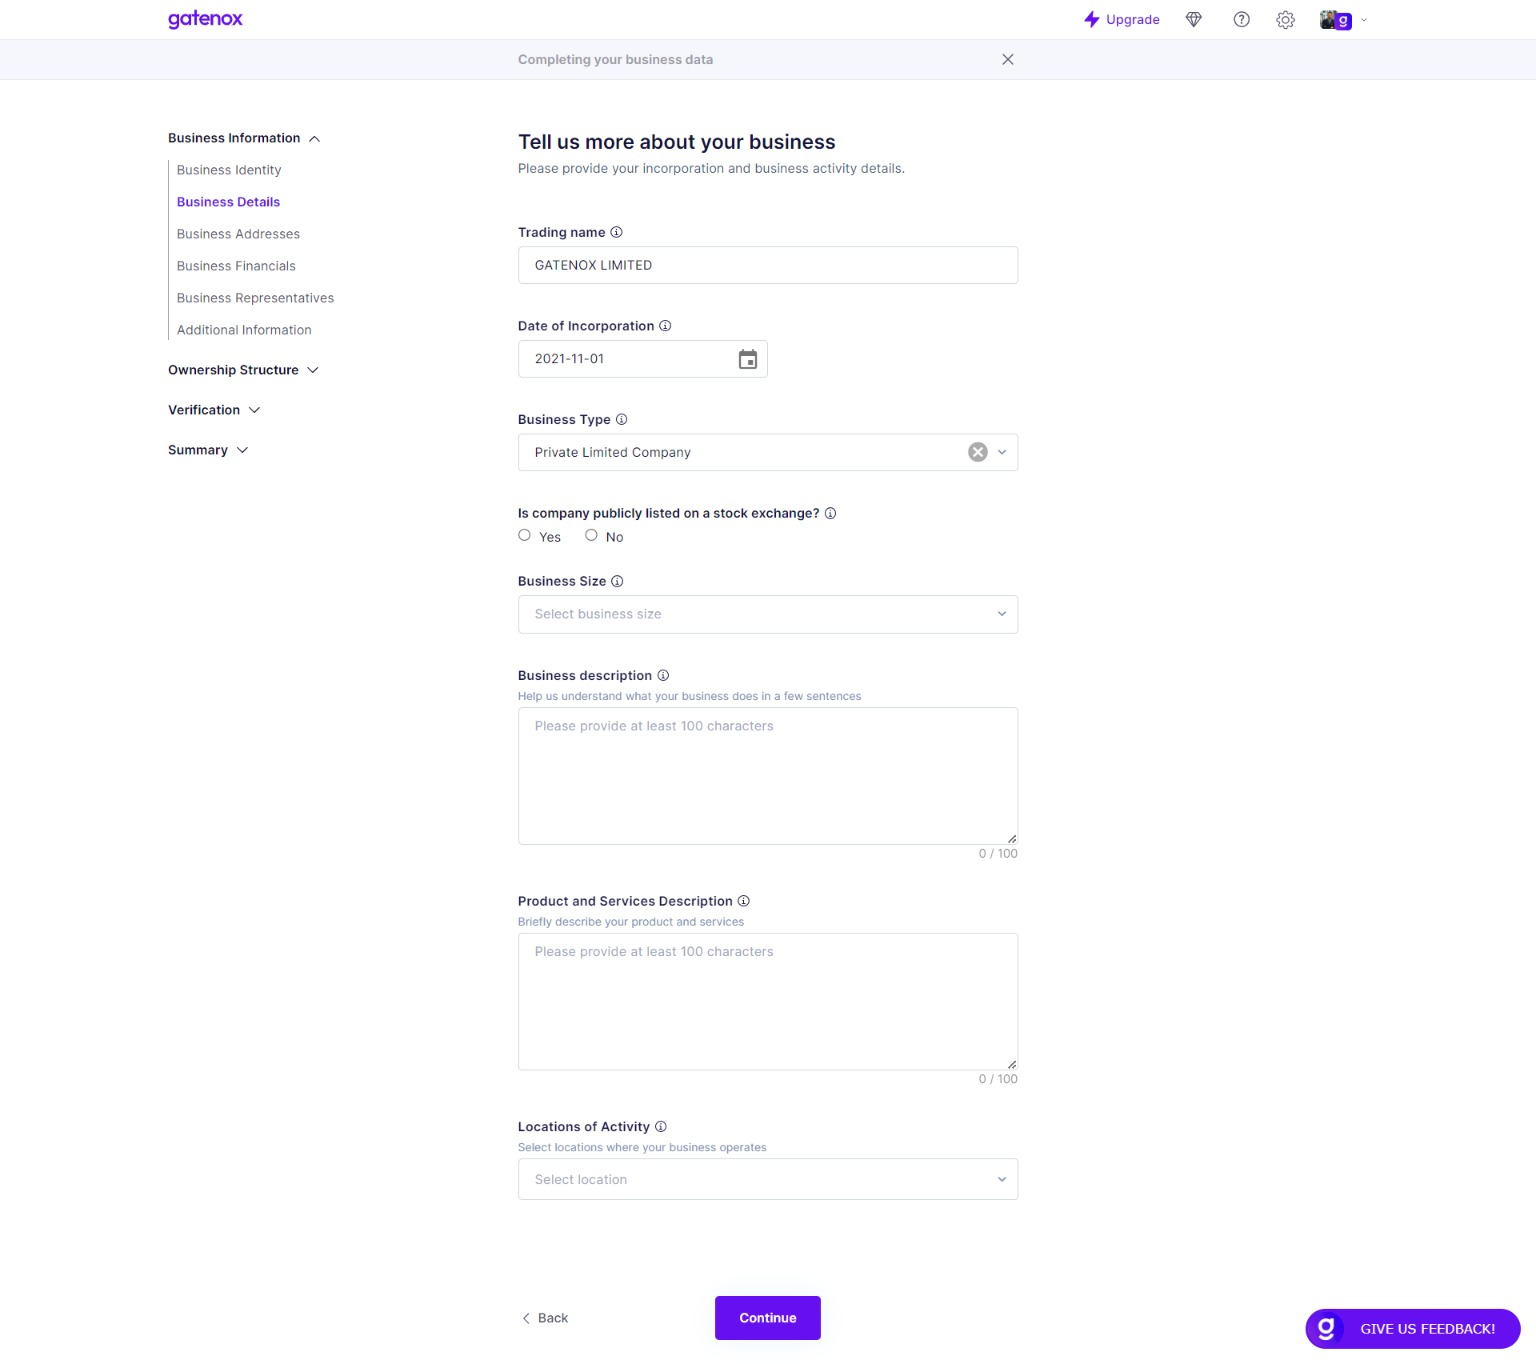 gatenox
Upgrade
g
Completing your business data
Business Information
Business Identity
Business Details
Business Addresses
Business Financials
Business Representatives
Additional Information
Ownership Structure
Verification
Summary
Tell us more about your business
Please provide your incorporation and business activity details.
Trading name
GATENOX LIMITED
Date of Incorporation
2021-11-01
Business Type
Private Limited Company
Is company publicly listed on a stock exchange?
Yes No
Business Size
Select business size
Business description
Help us understand what your business does in a few sentences
Please provide at least 100 characters
0 / 100
Product and Services Description
Briefly describe your product and services
Please provide at least 100 characters
0 / 100
Locations of Activity
Select locations where your business operates
Select location
Back
Continue
g GIVE US FEEDBACK!